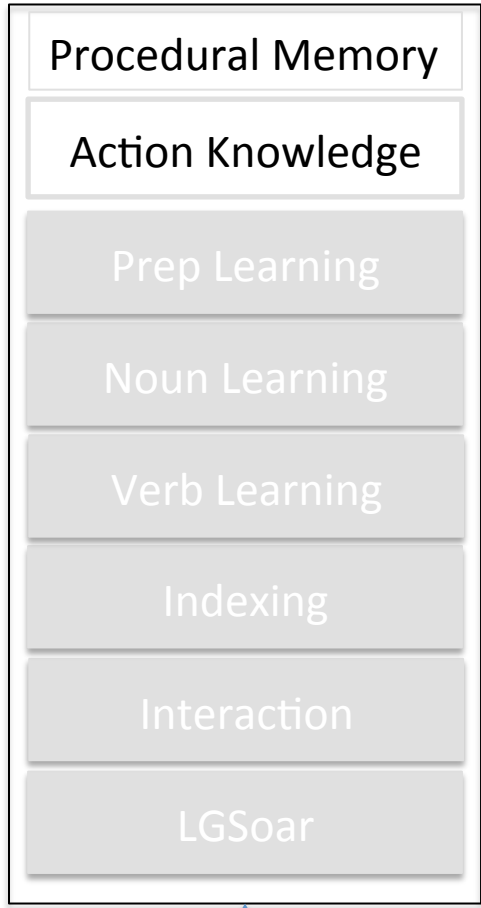 Procedural Memory
Action Knowledge
Prep Learning
Noun Learning
Verb Learning
Indexing
Interaction
LGSoar